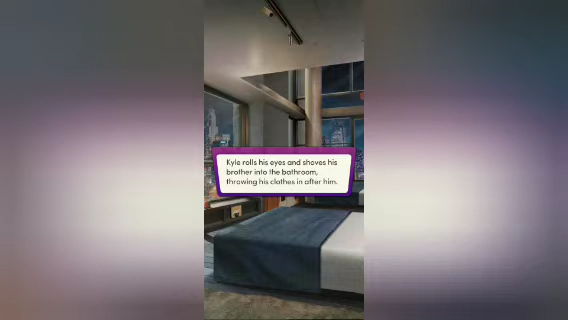 Kyle rolls his eyes and shoves his
brother into the bathroom,
throwing his clothes in after him.